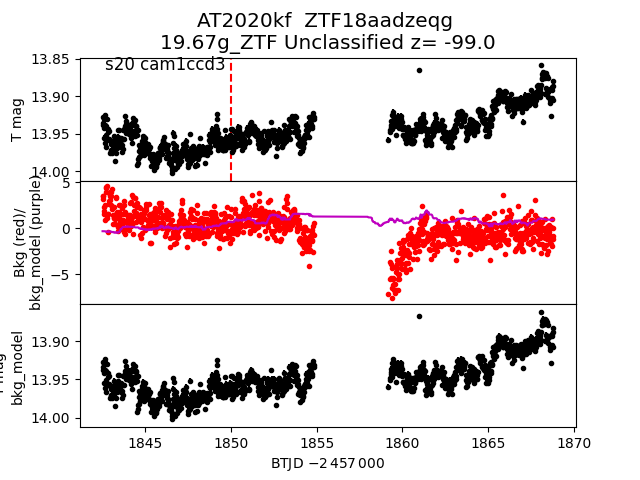 AT2020kf ZTF18aadzeqg
19.67g_ZTF Unclassified z= -99.0
s20 cam1ccd3
T mag
13.85
13.90
13.95
14.00
Bkg (red)/
bkg_model (purple)
5
0
−5
mag
bkg_model
13.90
13.95
14.00
1845
1850
1855
1860
1865
1870
BTJD −2 457 000